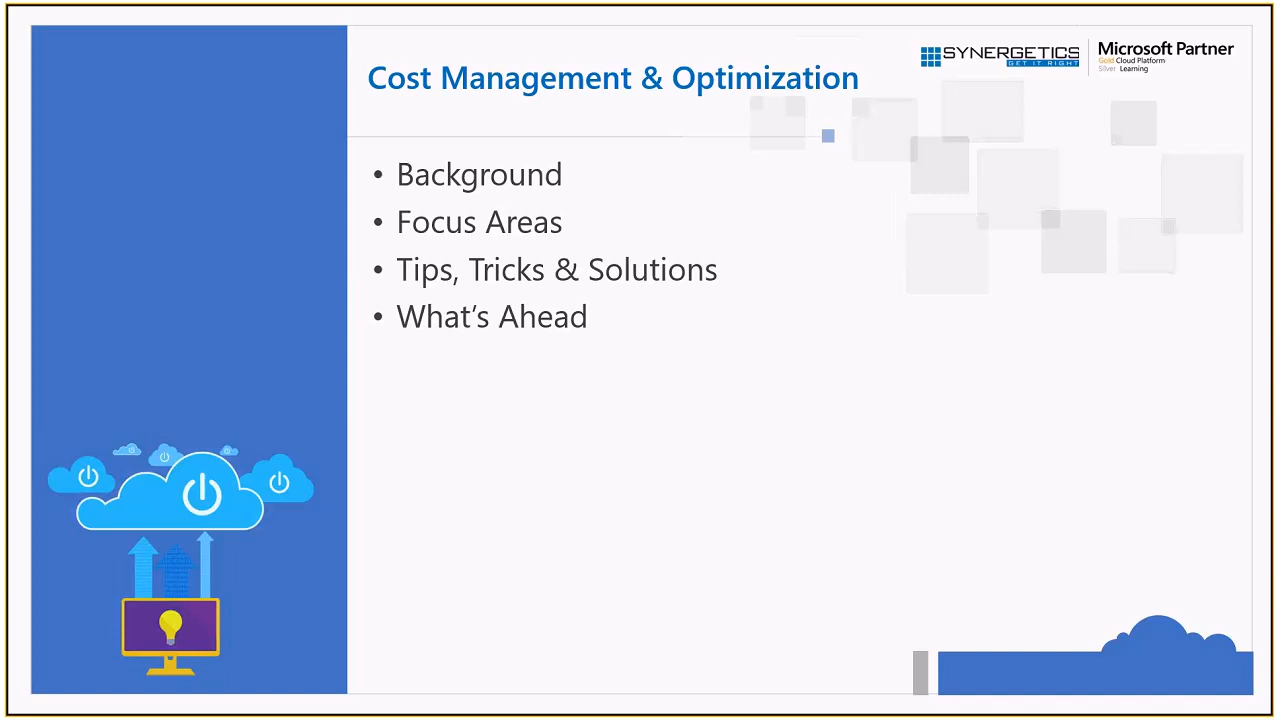 SYNERGETICS
GET IT RIGHT
Microsoft Partner
Gold Cloud Platform
Silver Learning
Cost Management & Optimization
• Background
• Focus Areas
• Tips, Tricks & Solutions
• What's Ahead